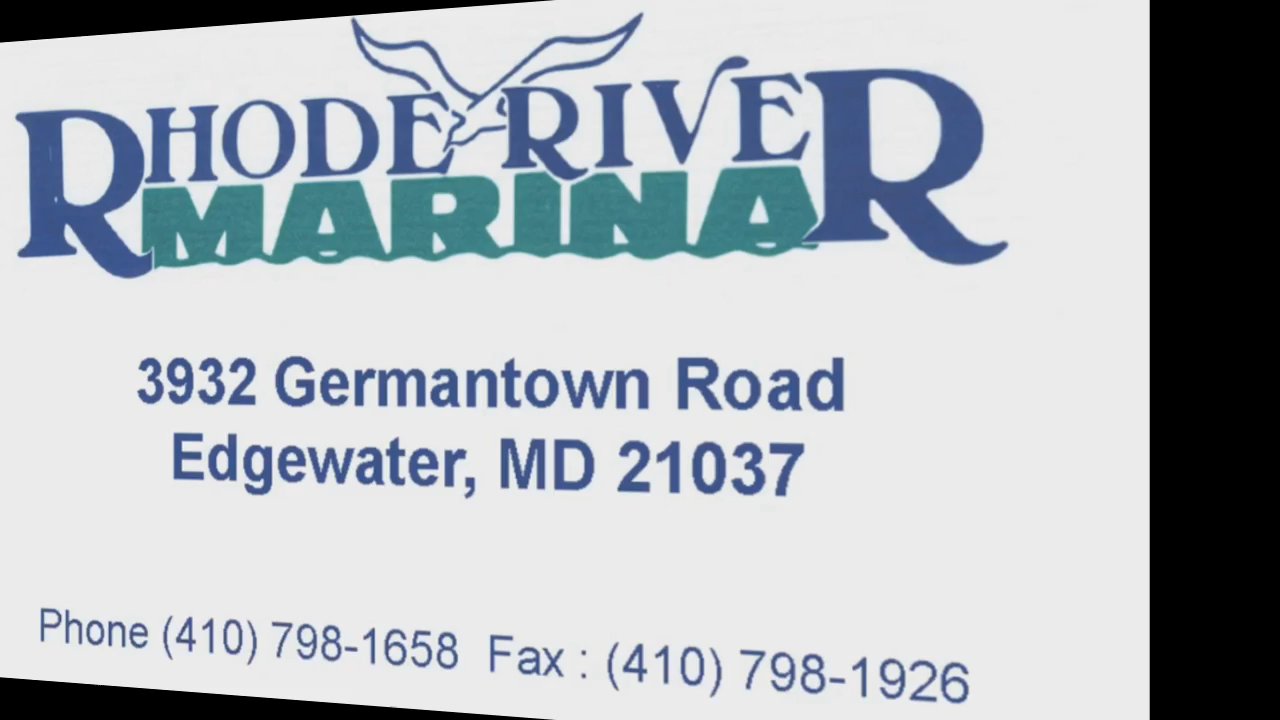 RHODE RIVER
MARINA
3932 Germantown Road
Edgewater, MD 21037
Phone (410) 798-1658 Fax : (410) 798-1926